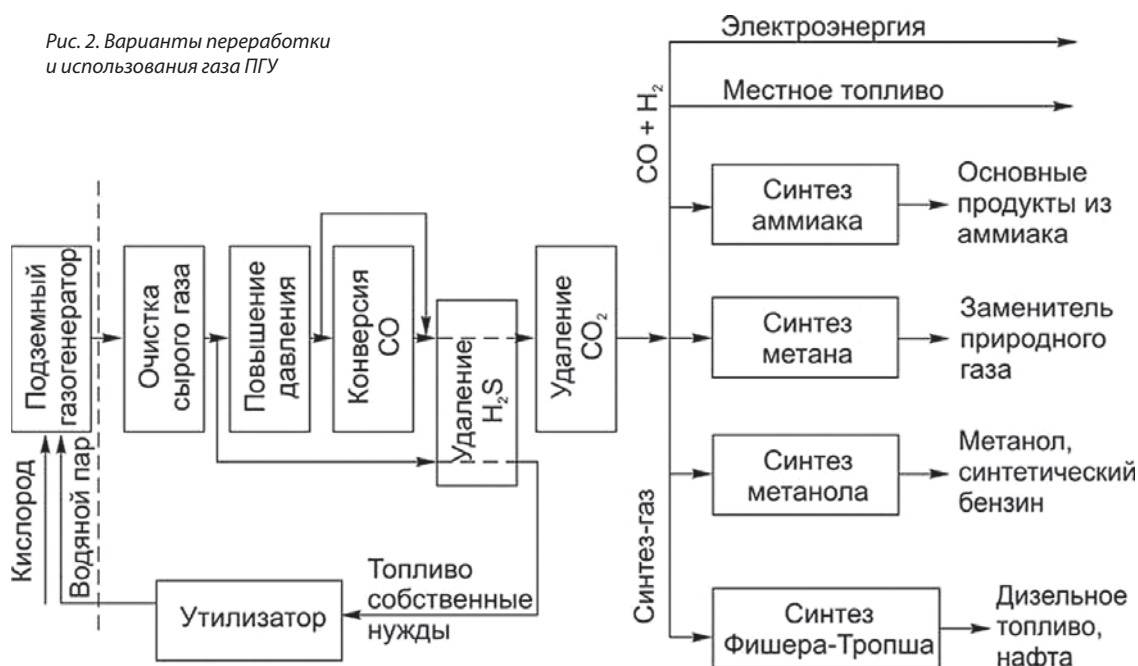 Рис. 2. Варианты переработки
и использования газа ПГУ
Подземный
газогенератор
Очистка
сырого газа
Повышение
давления
Конверсия
CO
Удаление
H₂S
Удаление
CO₂
Кислород
Водяной пар
Утилизатор
Топливо
собственные
нужды
CO + H₂
Синтез-газ
Электроэнергия
Местное топливо
Синтез
аммиака
Основные
продукты из
аммиака
Синтез
метана
Заменитель
природного
газа
Синтез
метанола
Метанол,
синтетический
бензин
Синтез
Фишера-Тропша
Дизельное
топливо,
нафта